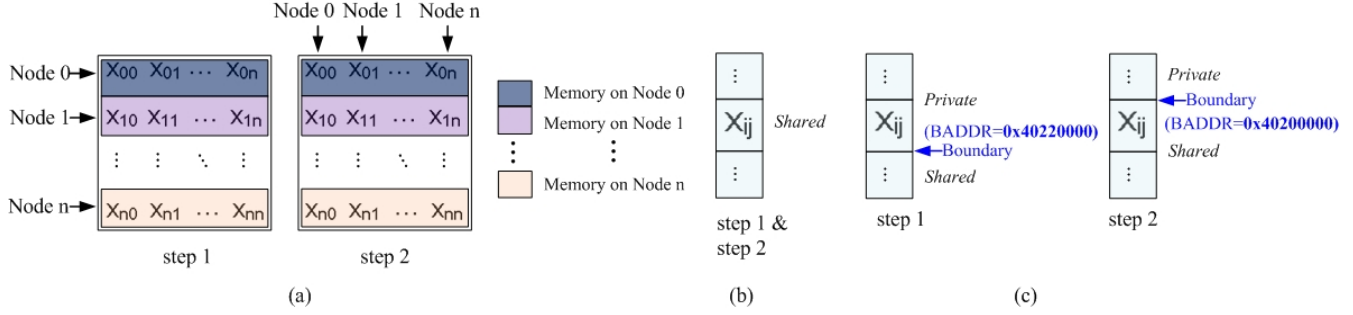 Node 0 Node 1 Node n
Node 0
X00 X01 ... X0n
Node 1
X10 X11 ... X1n
⋮ ⋮ ⋱ ⋮
Node n
Xn0 Xn1 ... Xnn
step 1
X00 X01 ... X0n
X10 X11 ... X1n
⋮ ⋮ ⋱ ⋮
Xn0 Xn1 ... Xnn
step 2
Memory on Node 0
Memory on Node 1
⋮ ⋮
Memory on Node n
(a)
⋮
Xij
Shared
⋮
step 1 &
step 2
(b)
⋮
Private
Xij
(BADDR=0x40220000)
Boundary
⋮
Shared
step 1
⋮
Private
Boundary
Xij
(BADDR=0x40200000)
Shared
⋮
step 2
(c)